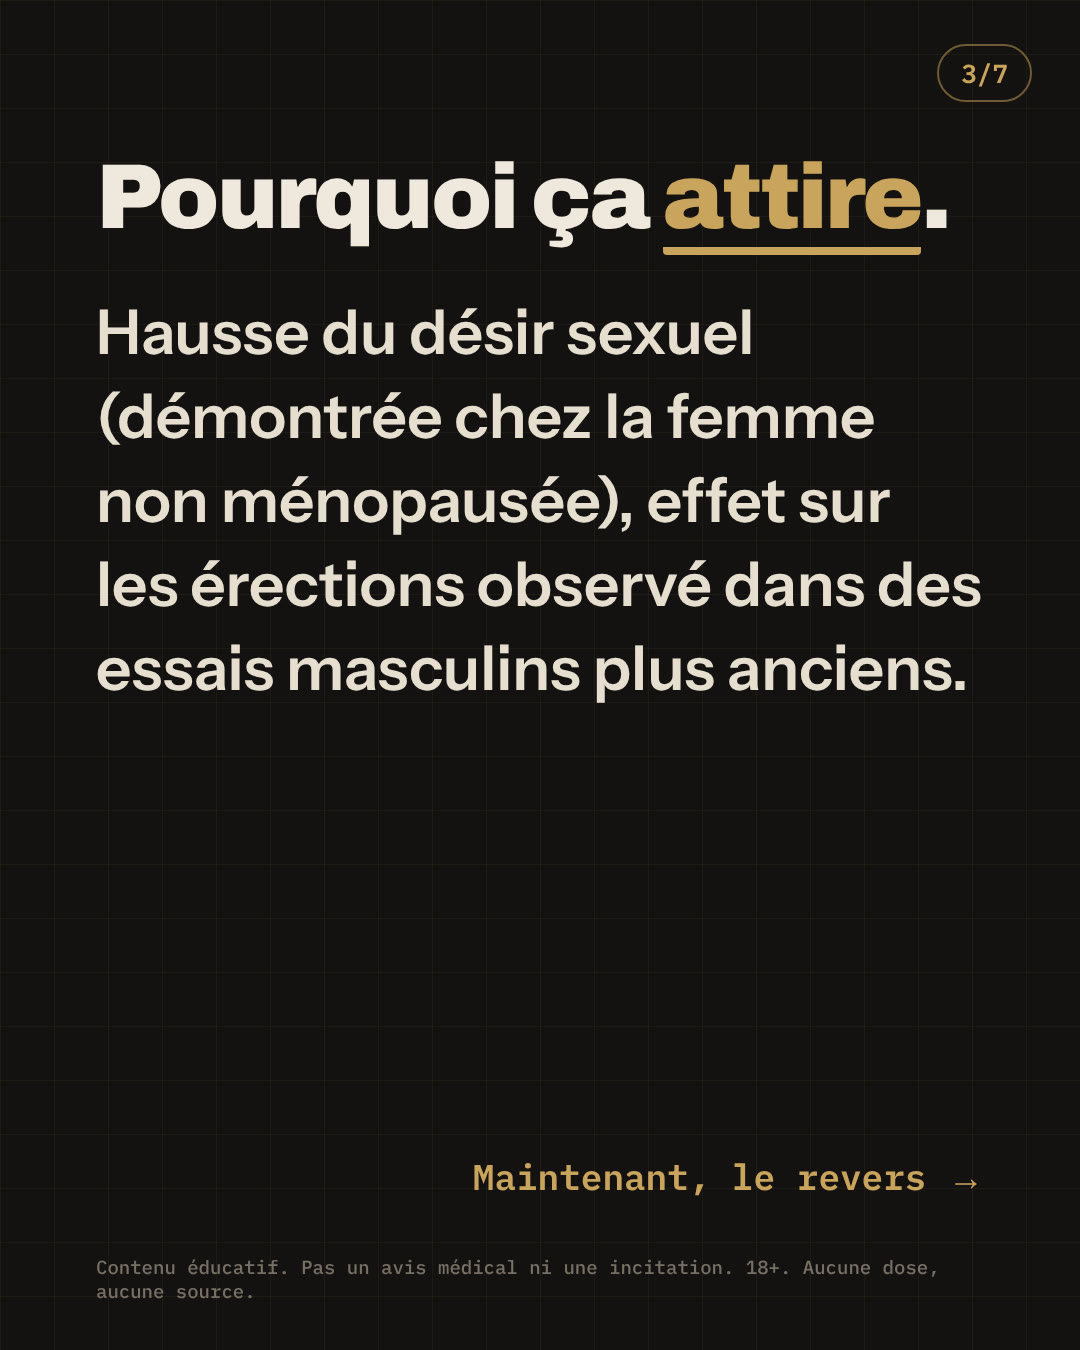 3/7
Pourquoi ça attire.
Hausse du désir sexuel
(démontrée chez la femme
non ménopausée), effet sur
les érections observé dans des
essais masculins plus anciens.
Maintenant, le revers →
Contenu éducatif. Pas un avis médical ni une incitation. 18+. Aucune dose,
aucune source.